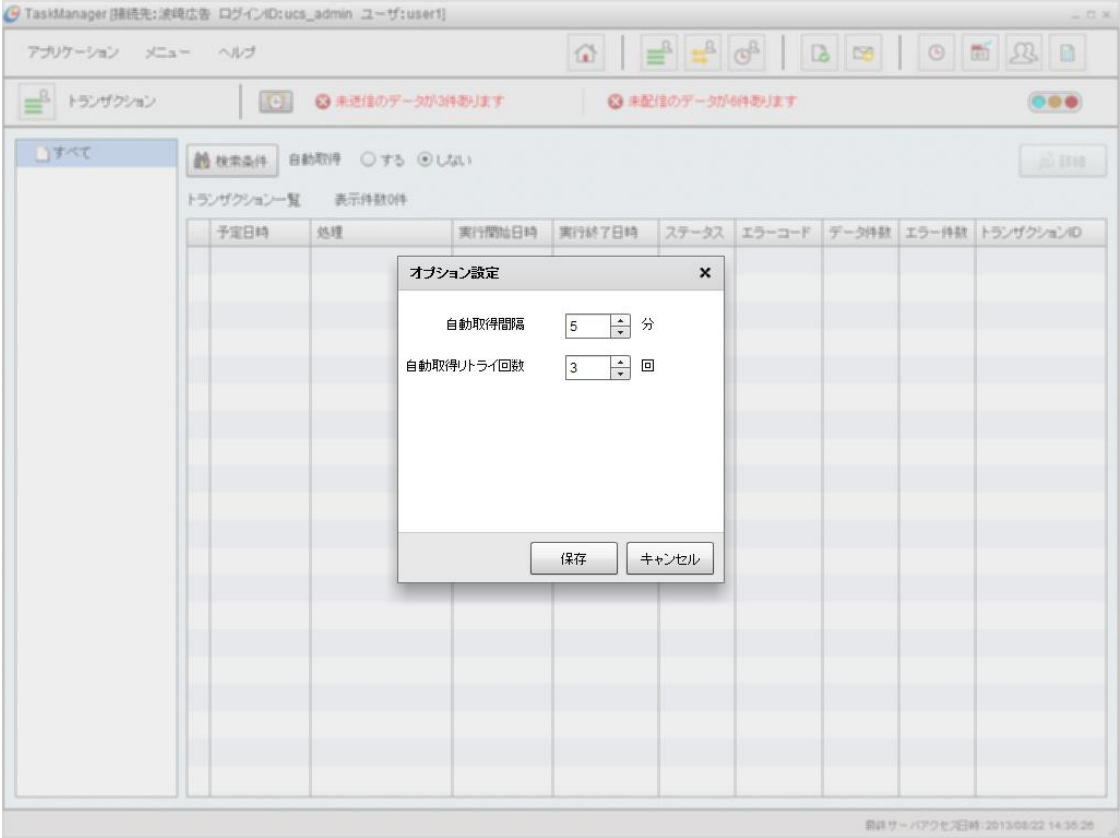 TaskManager [接続先:波崎広告 ログインID:ucs_admin ユーザ:user1]
アプリケーション メニュー ヘルプ
トランザクション 未送信のデータが3件あります 未配信のデータが6件あります
すべて
検索条件 自動取得 する しない 詳細
トランザクション一覧 表示件数0件
予定日時 処理 実行開始日時 実行終了日時 ステータス エラーコード データ件数 エラー件数 トランザクションID
オプション設定
自動取得間隔 5 分
自動取得リトライ回数 3 回
保存 キャンセル
最終サーバアクセス日時:2013/08/22 14:35:26